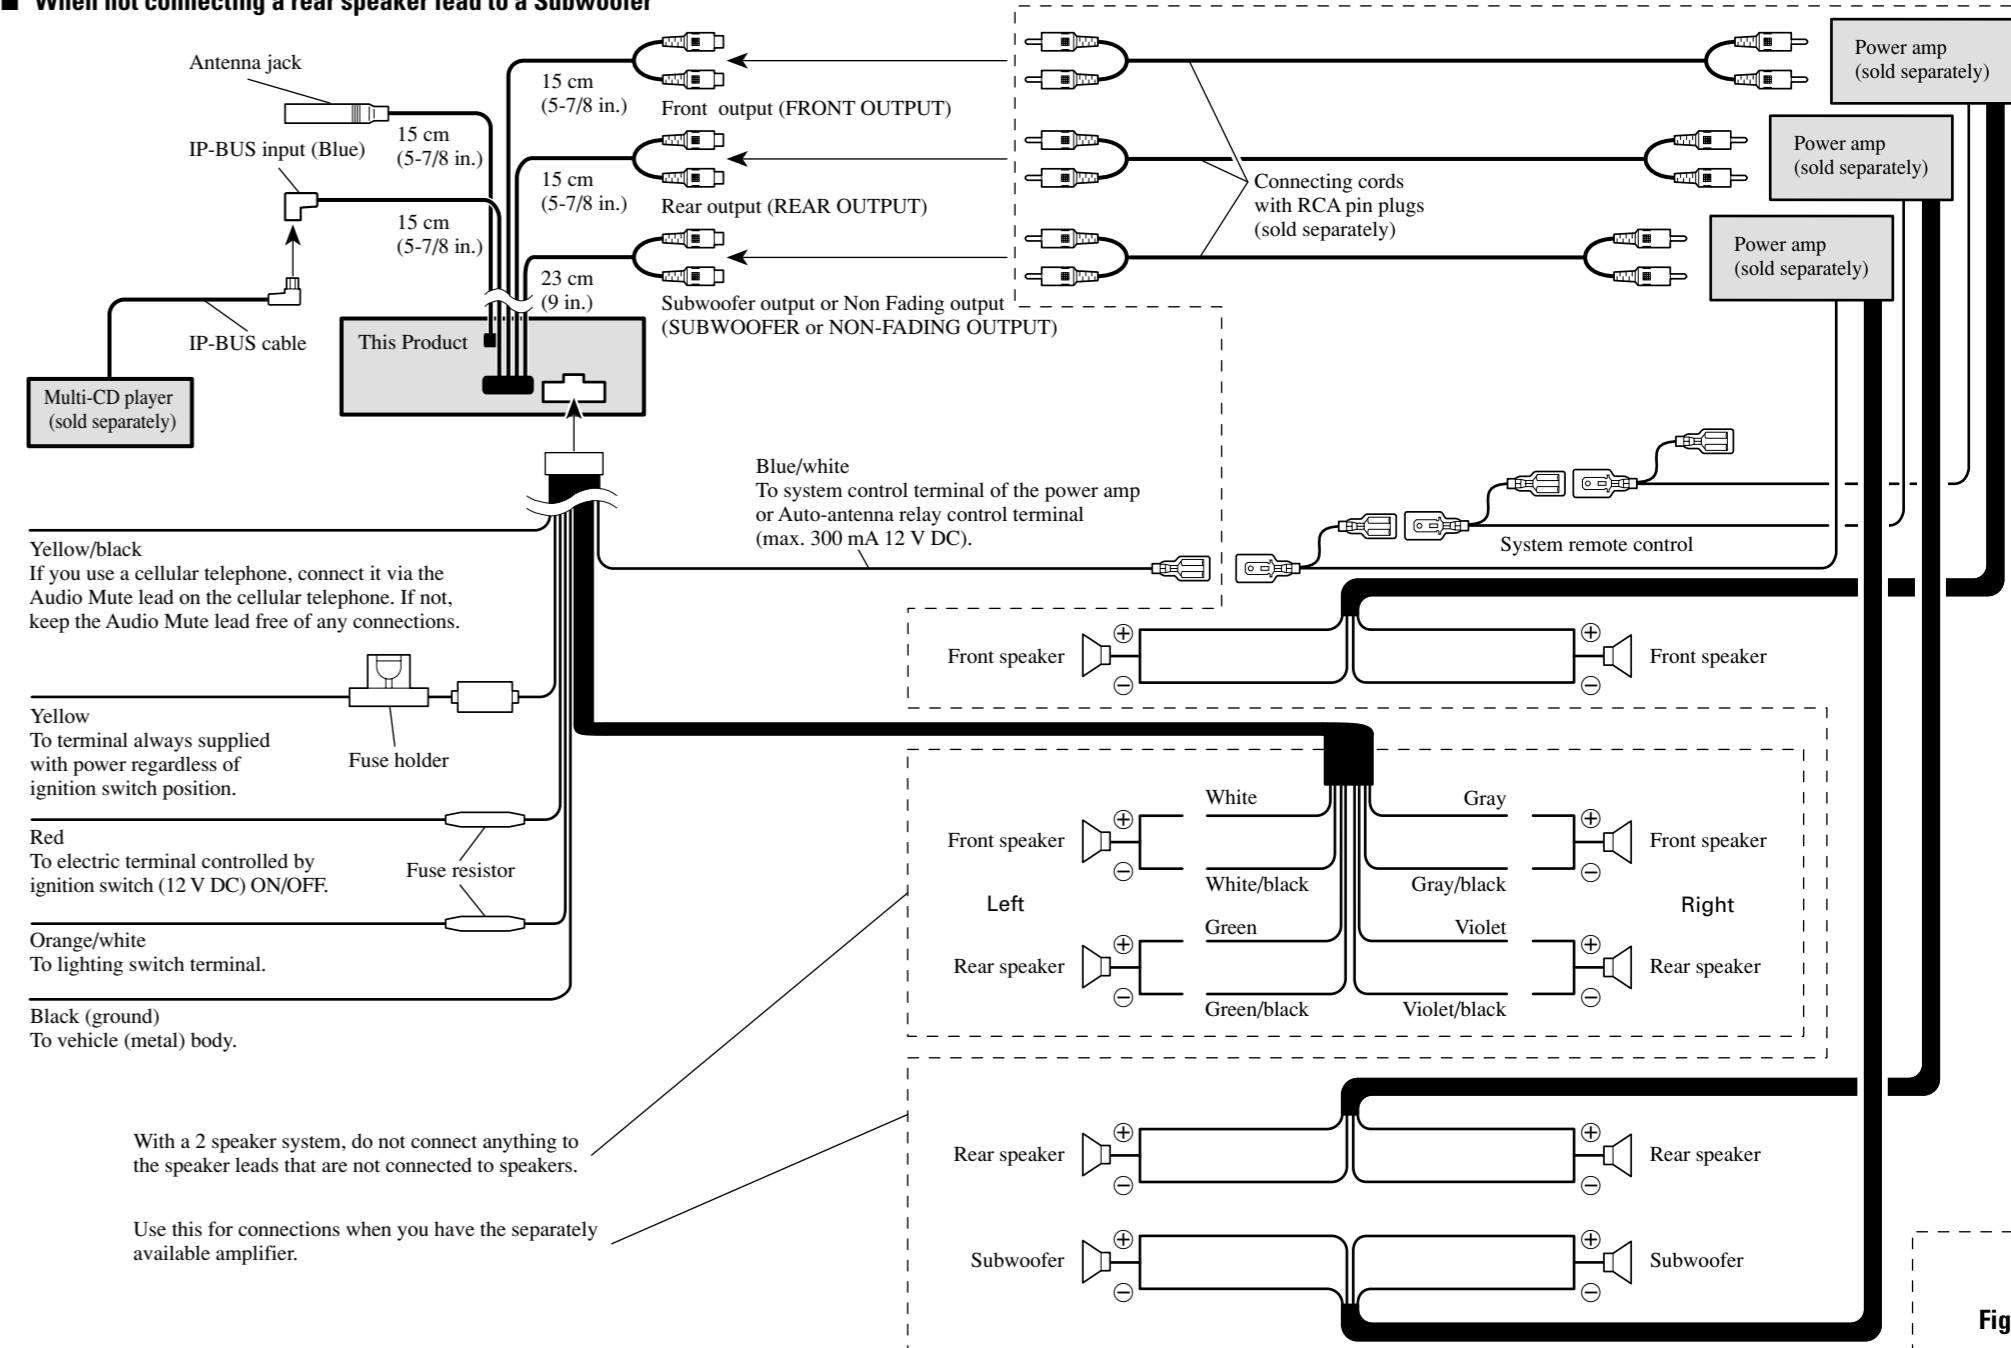 ■ When not connecting a rear speaker lead to a Subwoofer
Antenna jack
15 cm
(5-7/8 in.)
IP-BUS input (Blue)
15 cm
(5-7/8 in.)
IP-BUS cable
Multi-CD player
(sold separately)
This Product
15 cm
(5-7/8 in.)
Front output (FRONT OUTPUT)
15 cm
(5-7/8 in.)
Rear output (REAR OUTPUT)
23 cm
(9 in.)
Subwoofer output or Non Fading output
(SUBWOOFER or NON-FADING OUTPUT)
Connecting cords
with RCA pin plugs
(sold separately)
Power amp
(sold separately)
Power amp
(sold separately)
Power amp
(sold separately)
Blue/white
To system control terminal of the power amp
or Auto-antenna relay control terminal
(max. 300 mA 12 V DC).
System remote control
Yellow/black
If you use a cellular telephone, connect it via the
Audio Mute lead on the cellular telephone. If not,
keep the Audio Mute lead free of any connections.
Yellow
To terminal always supplied
with power regardless of
ignition switch position.
Fuse holder
Red
To electric terminal controlled by
ignition switch (12 V DC) ON/OFF.
Fuse resistor
Orange/white
To lighting switch terminal.
Black (ground)
To vehicle (metal) body.
Front speaker
+
−
+
−
Front speaker
Front speaker
+
−
White
White/black
Gray
Gray/black
+
−
Front speaker
Left
Right
Rear speaker
+
−
Green
Green/black
Violet
Violet/black
+
−
Rear speaker
With a 2 speaker system, do not connect anything to
the speaker leads that are not connected to speakers.
Use this for connections when you have the separately
available amplifier.
Rear speaker
+
−
+
−
Rear speaker
Subwoofer
+
−
+
−
Subwoofer
Fig